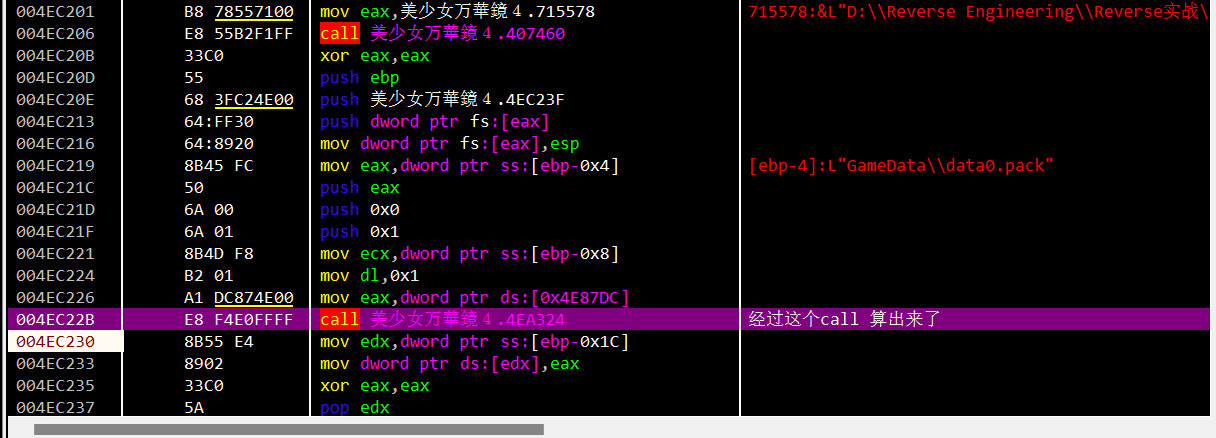 004EC201 B8 78557100 mov eax,美少女万華鏡４.715578 715578:&L"D:\\Reverse Engineering\\Reverse实战\
004EC206 E8 55B2F1FF call 美少女万華鏡４.407460
004EC20B 33C0 xor eax,eax
004EC20D 55 push ebp
004EC20E 68 3FC24E00 push 美少女万華鏡４.4EC23F
004EC213 64:FF30 push dword ptr fs:[eax]
004EC216 64:8920 mov dword ptr fs:[eax],esp
004EC219 8B45 FC mov eax,dword ptr ss:[ebp-0x4] [ebp-4]:L"GameData\\data0.pack"
004EC21C 50 push eax
004EC21D 6A 00 push 0x0
004EC21F 6A 01 push 0x1
004EC221 8B4D F8 mov ecx,dword ptr ss:[ebp-0x8]
004EC224 B2 01 mov dl,0x1
004EC226 A1 DC874E00 mov eax,dword ptr ds:[0x4E87DC]
004EC22B E8 F4E0FFFF call 美少女万華鏡４.4EA324 经过这个call 算出来了
004EC230 8B55 E4 mov edx,dword ptr ss:[ebp-0x1C]
004EC233 8902 mov dword ptr ds:[edx],eax
004EC235 33C0 xor eax,eax
004EC237 5A pop edx